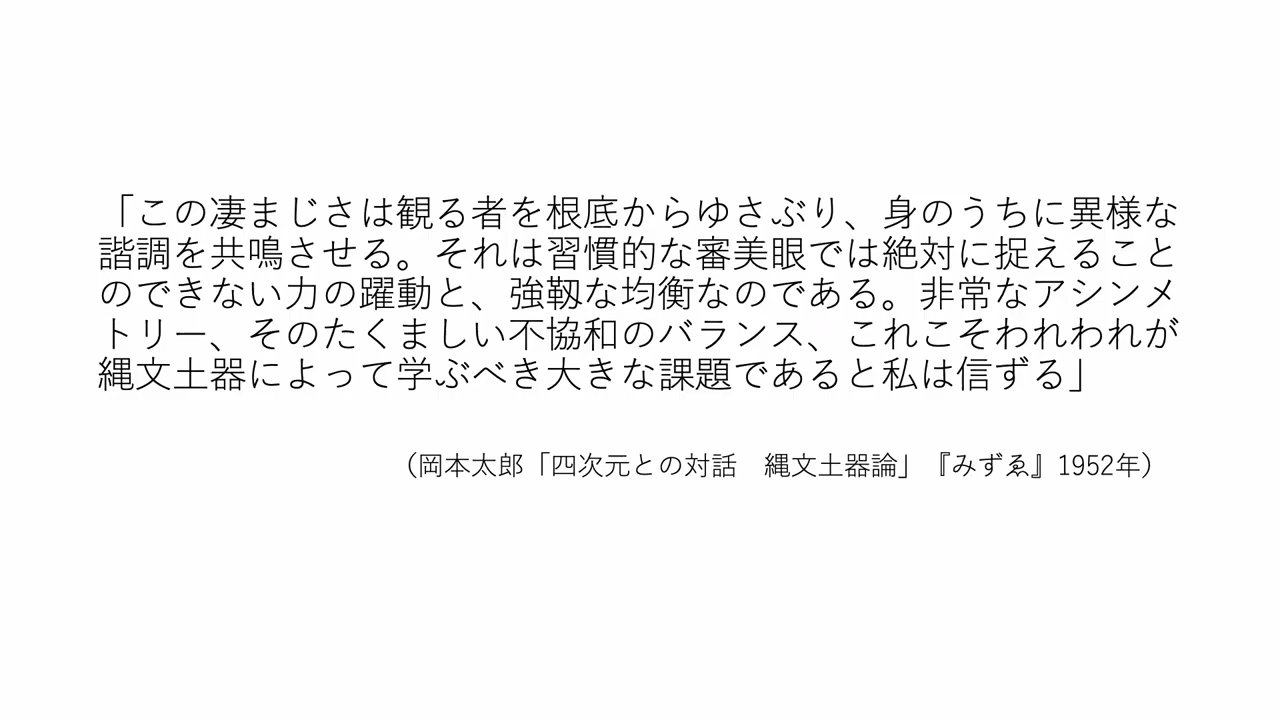 「この凄まじさは観る者を根底からゆさぶり、身のうちに異様な
諧調を共鳴させる。それは習慣的な審美眼では絶対に捉えること
のできない力の躍動と、強靱な均衡なのである。非常なアシンメ
トリー、そのたくましい不協和のバランス、これこそわれわれが
縄文土器によって学ぶべき大きな課題であると私は信ずる」
（岡本太郎「四次元との対話　縄文土器論」『みずゑ』1952年）